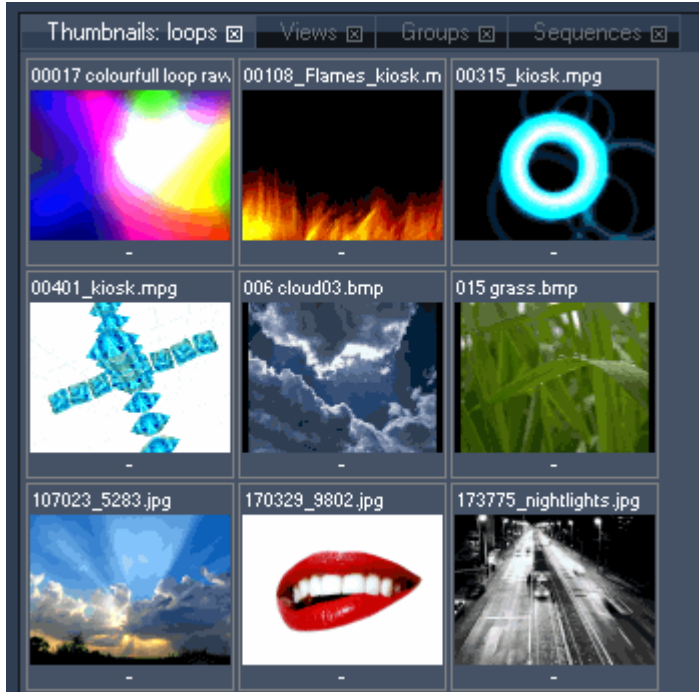 Thumbnails: loops Views Groups Sequences
00017 colourfull loop raw 00108_Flames_kiosk.m 00315_kiosk.mpg
- - -
00401_kiosk.mpg 006 cloud03.bmp 015 grass.bmp
- - -
107023_5283.jpg 170329_9802.jpg 173775_nightlights.jpg
- - -